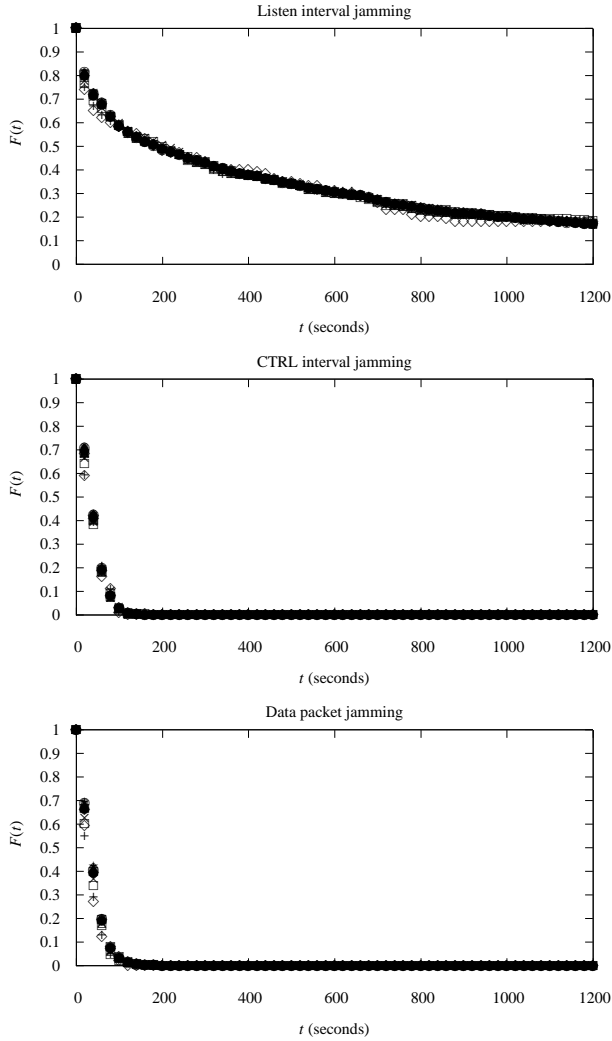 Listen interval jamming
1
0.9
0.8
0.7
0.6
0.5
0.4
0.3
0.2
0.1
0
F(t)
0 200 400 600 800 1000 1200
t (seconds)
CTRL interval jamming
1
0.9
0.8
0.7
0.6
0.5
0.4
0.3
0.2
0.1
0
F(t)
0 200 400 600 800 1000 1200
t (seconds)
Data packet jamming
1
0.9
0.8
0.7
0.6
0.5
0.4
0.3
0.2
0.1
0
F(t)
0 200 400 600 800 1000 1200
t (seconds)